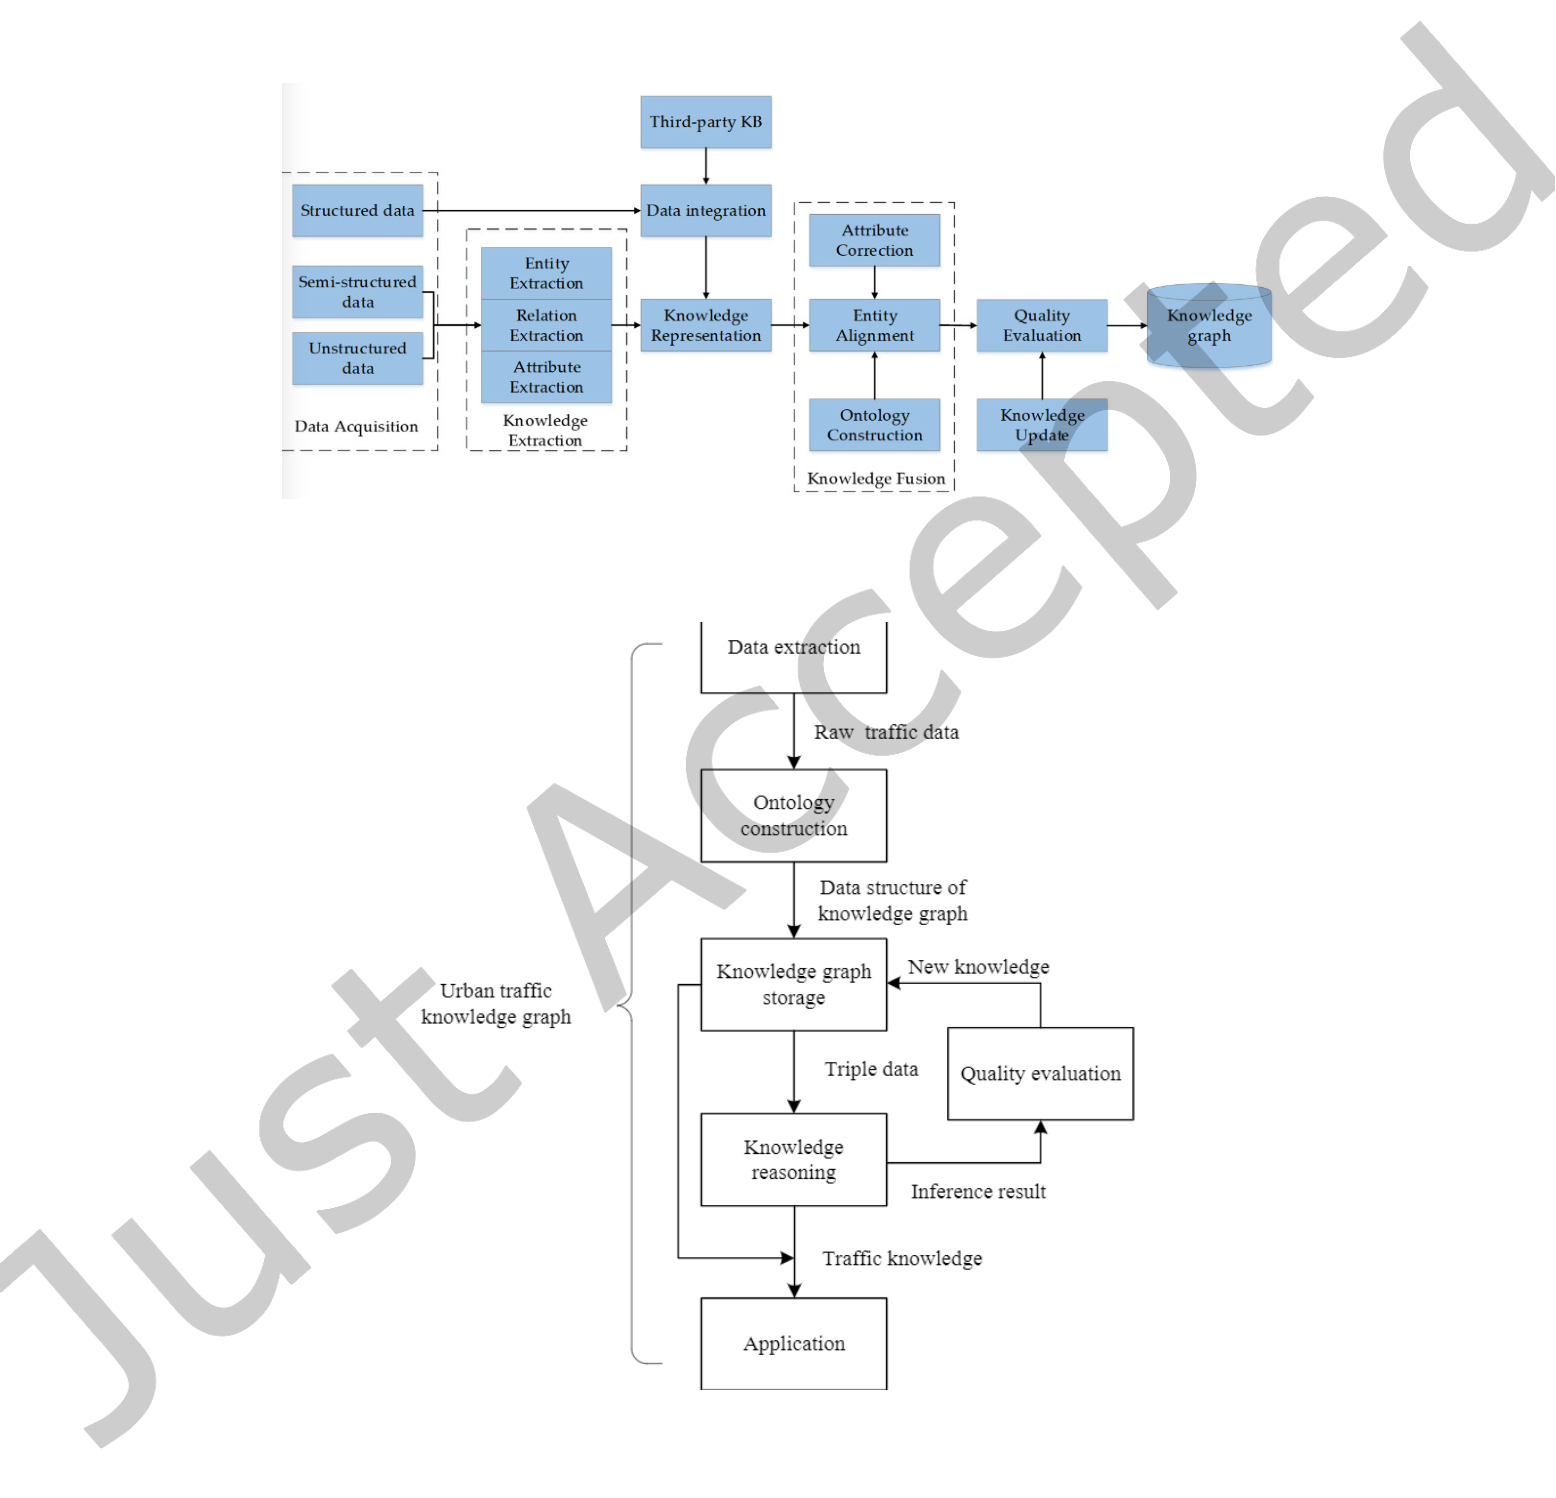 Third-party KB
Structured data
Data integration
Semi-structured
data
Unstructured
data
Data Acquisition
Entity
Extraction
Relation
Extraction
Attribute
Extraction
Knowledge
Extraction
Knowledge
Representation
Attribute
Correction
Entity
Alignment
Ontology
Construction
Knowledge Fusion
Quality
Evaluation
Knowledge
Update
Knowledge
graph
Data extraction
Raw traffic data
Ontology
construction
Data structure of
knowledge graph
Urban traffic
knowledge graph
Knowledge graph
storage
New knowledge
Triple data
Quality evaluation
Knowledge
reasoning
Inference result
Traffic knowledge
Application
Just Accepted